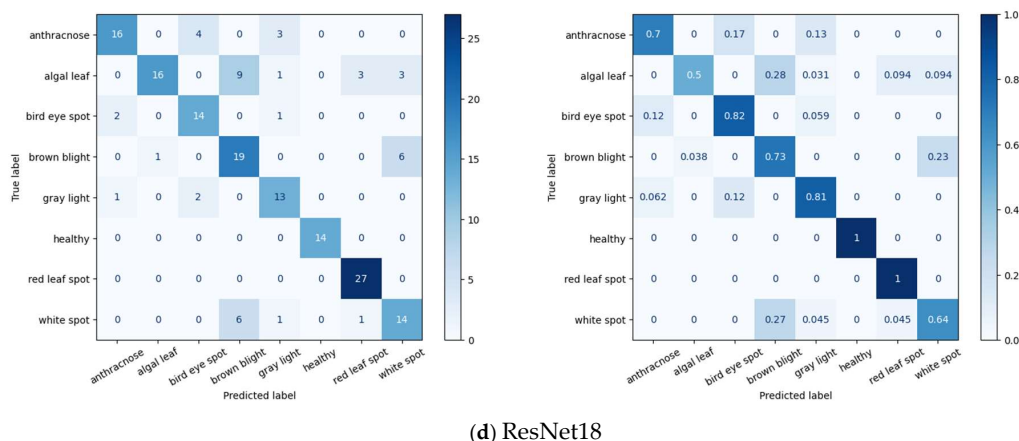 anthracnose 16 0 4 0 3 0 0 0
algal leaf 0 16 0 9 1 0 3 3
bird eye spot 2 0 14 0 1 0 0 0
brown blight 0 1 0 19 0 0 0 6
gray light 1 0 2 0 13 0 0 0
healthy 0 0 0 0 0 14 0 0
red leaf spot 0 0 0 0 0 0 27 0
white spot 0 0 0 6 1 0 1 14
True label
anthracnose algal leaf bird eye spot brown blight gray light healthy red leaf spot white spot
Predicted label
25
20
15
10
5
0
anthracnose 0.7 0 0.17 0 0.13 0 0 0
algal leaf 0 0.5 0 0.28 0.031 0 0.094 0.094
bird eye spot 0.12 0 0.82 0 0.059 0 0 0
brown blight 0 0.038 0 0.73 0 0 0 0.23
gray light 0.062 0 0.12 0 0.81 0 0 0
healthy 0 0 0 0 0 1 0 0
red leaf spot 0 0 0 0 0 0 1 0
white spot 0 0 0 0.27 0.045 0 0.045 0.64
True label
anthracnose algal leaf bird eye spot brown blight gray light healthy red leaf spot white spot
Predicted label
1.0
0.8
0.6
0.4
0.2
0.0
(d) ResNet18